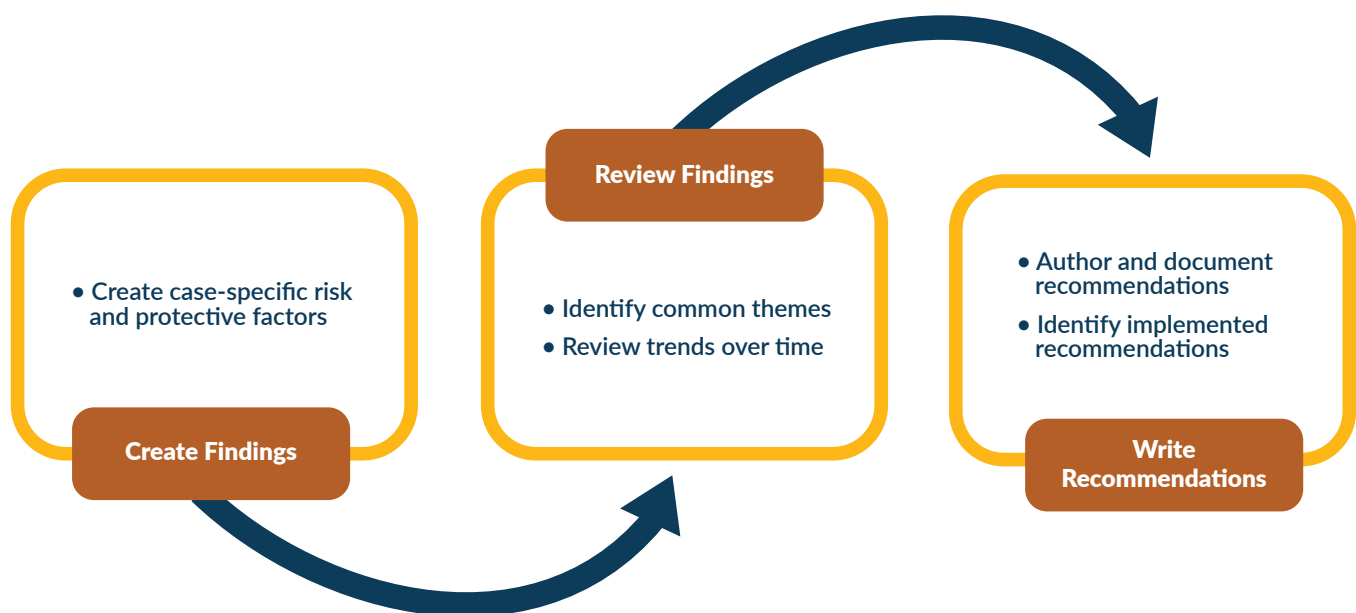 • Create case-specific risk
and protective factors
Create Findings
Review Findings
• Identify common themes
• Review trends over time
• Author and document
recommendations
• Identify implemented
recommendations
Write
Recommendations